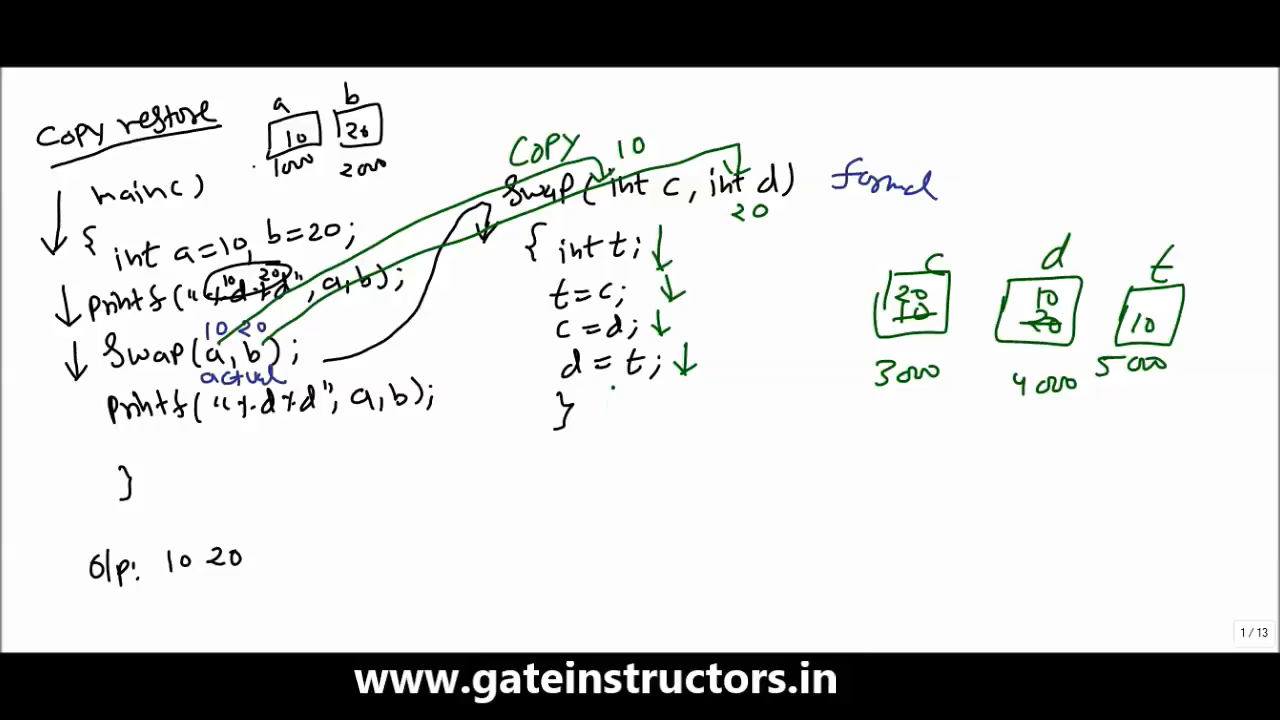 Copy restore
a b
10 20
1000 2000
main()
{
int a=10, b=20;
10 20
printf("%d%d", a,b);
10 20
Swap(a,b);
actual
printf("%d%d", a,b);
}
O/p: 10 20
COPY 10
Swap(int c, int d) formal
20
{ int t;
t=c;
c=d;
d=t;
}
c d t
20 10
10 20 10
3000 4000 5000
1 / 13
www.gateinstructors.in